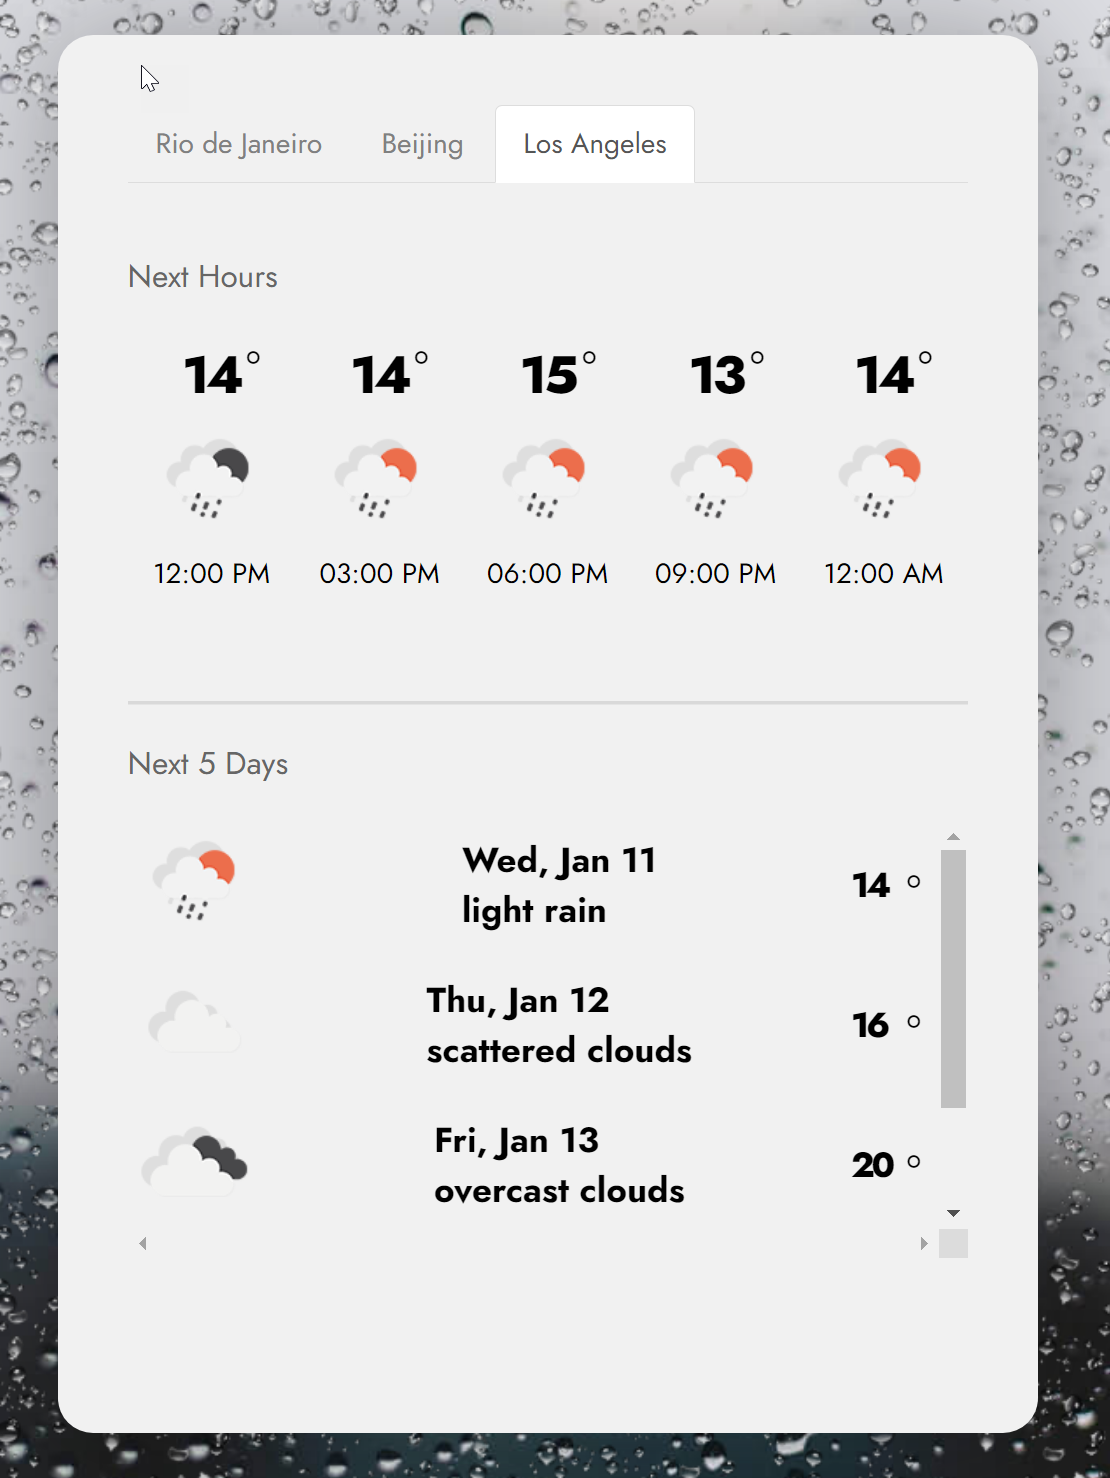 Rio de Janeiro Beijing Los Angeles
Next Hours
14° 14° 15° 13° 14°
12:00 PM 03:00 PM 06:00 PM 09:00 PM 12:00 AM
Next 5 Days
Wed, Jan 11
light rain
14 °
Thu, Jan 12
scattered clouds
16 °
Fri, Jan 13
overcast clouds
20 °